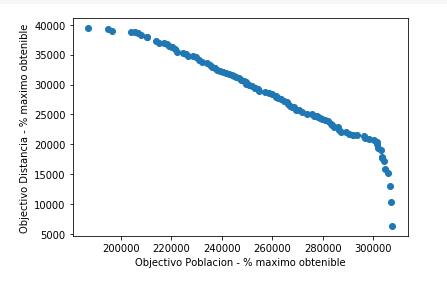 Objectivo Distancia - % maximo obtenible
40000
35000
30000
25000
20000
15000
10000
5000
200000 220000 240000 260000 280000 300000
Objectivo Poblacion - % maximo obtenible